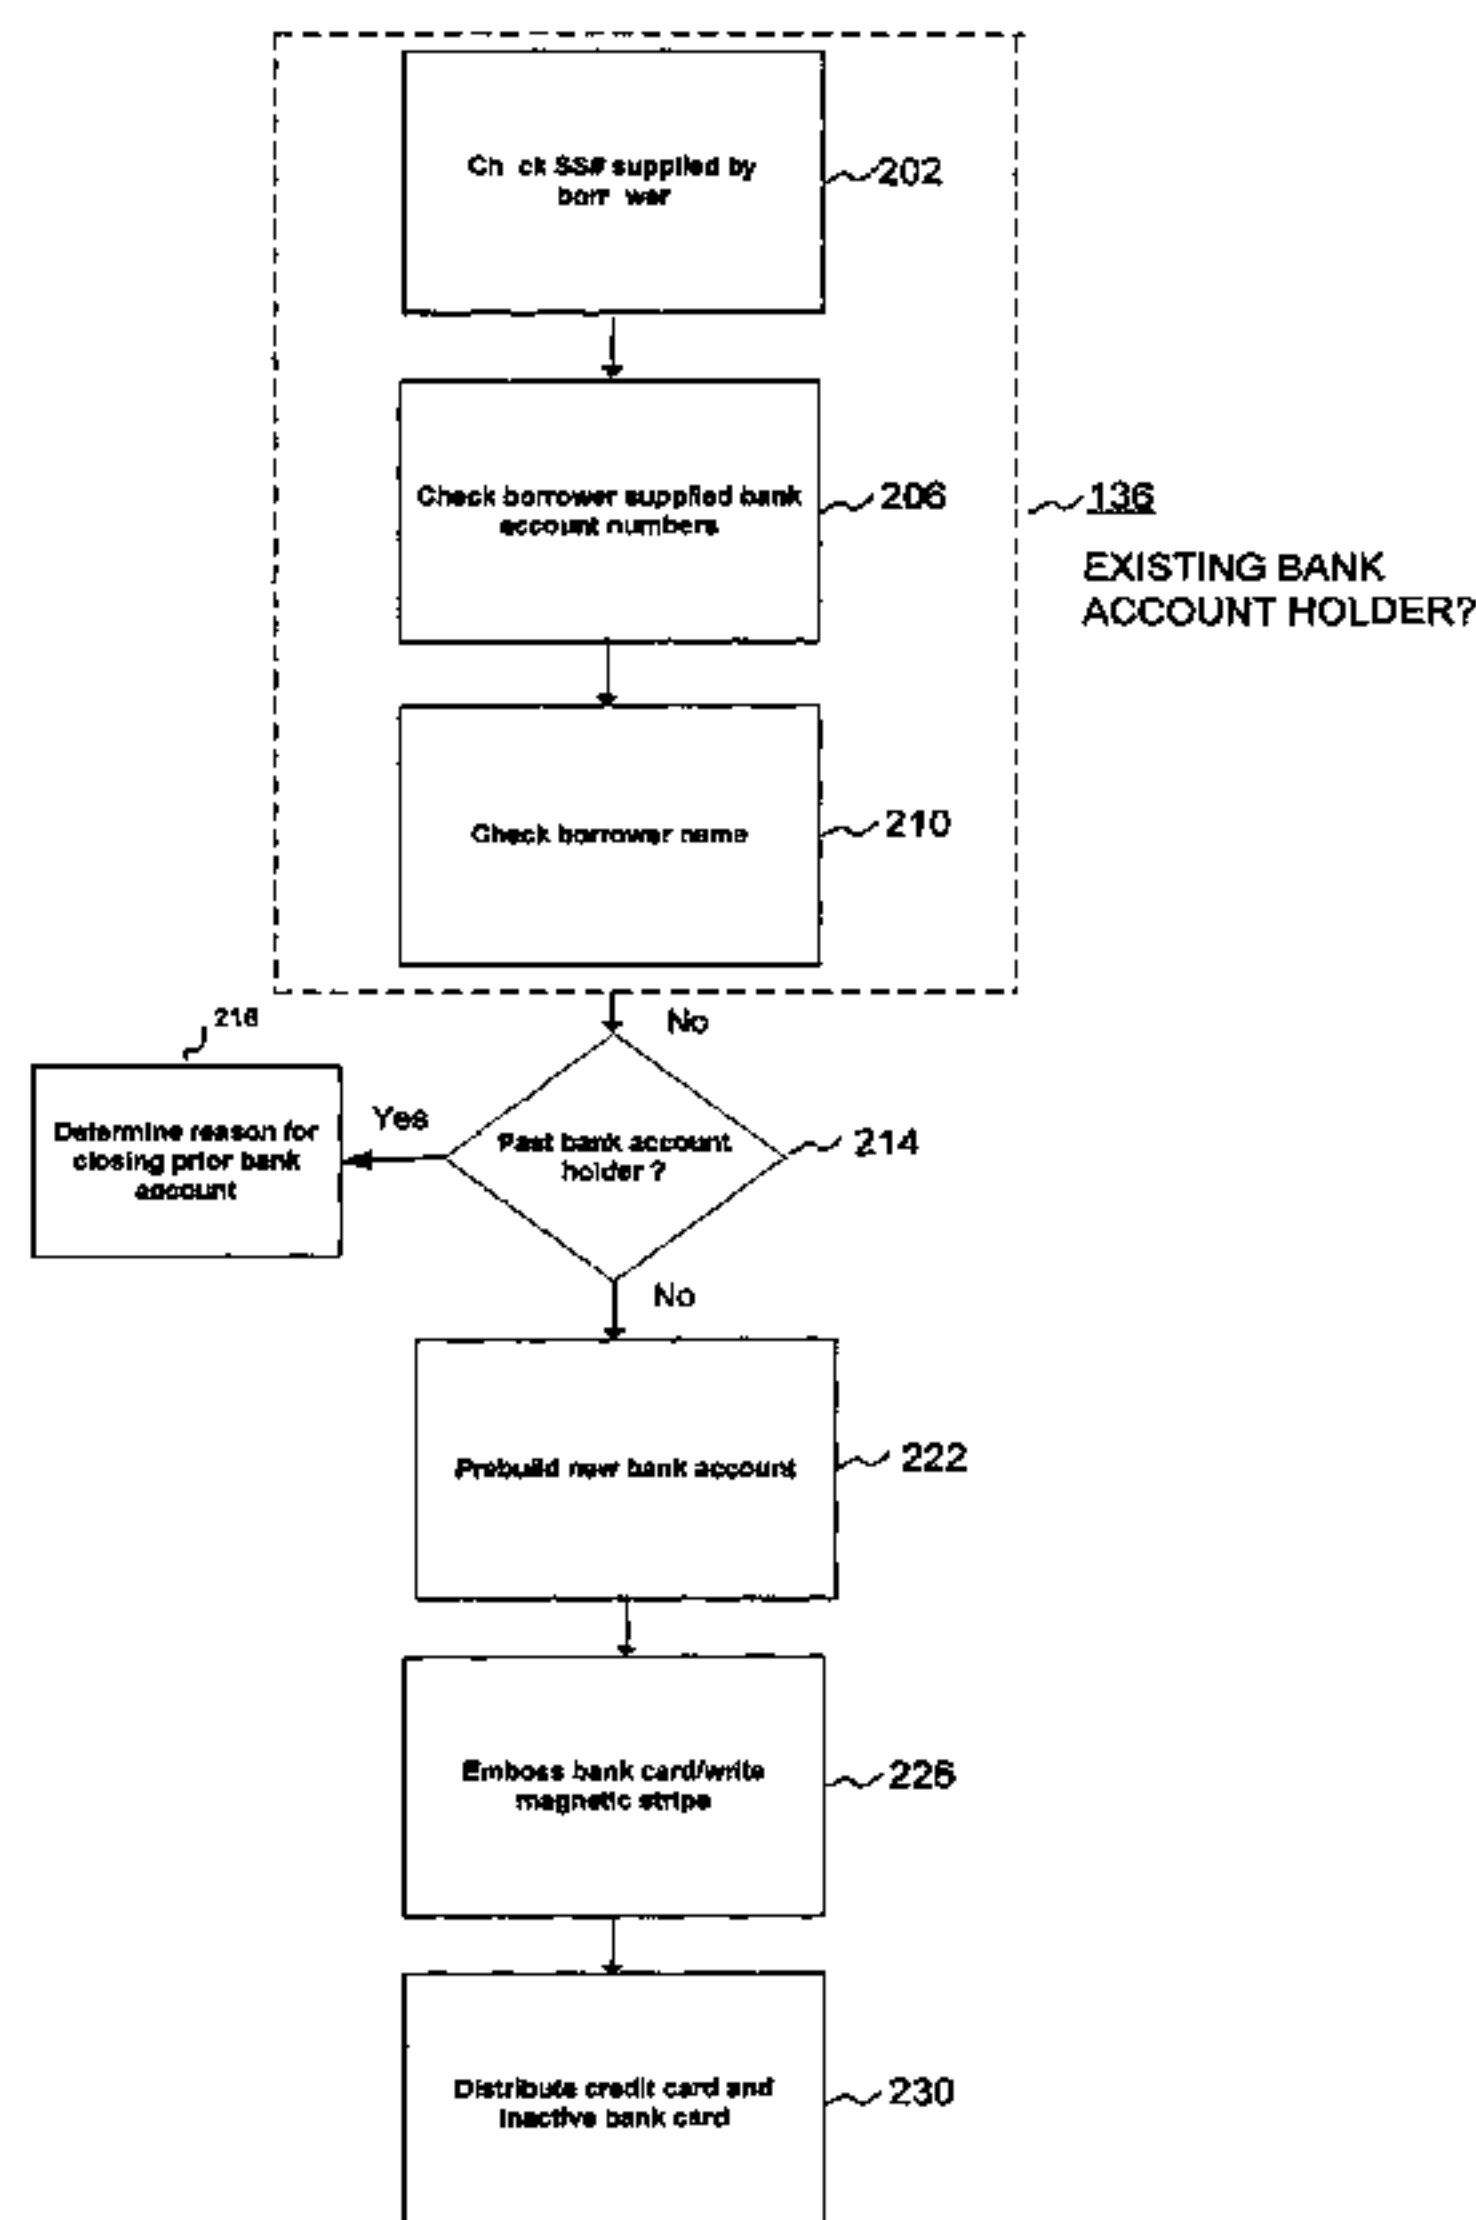 Ch ck SS# supplied by
borr wer
202
Check borrower supplied bank
account numbers
206
136
EXISTING BANK
ACCOUNT HOLDER?
Check borrower name
210
No
218
Determine reason for
closing prior bank
account
Yes
Past bank account
holder ?
214
No
Prebuild new bank account
222
Emboss bank card/write
magnetic stripe
226
Distribute credit card and
inactive bank card
230